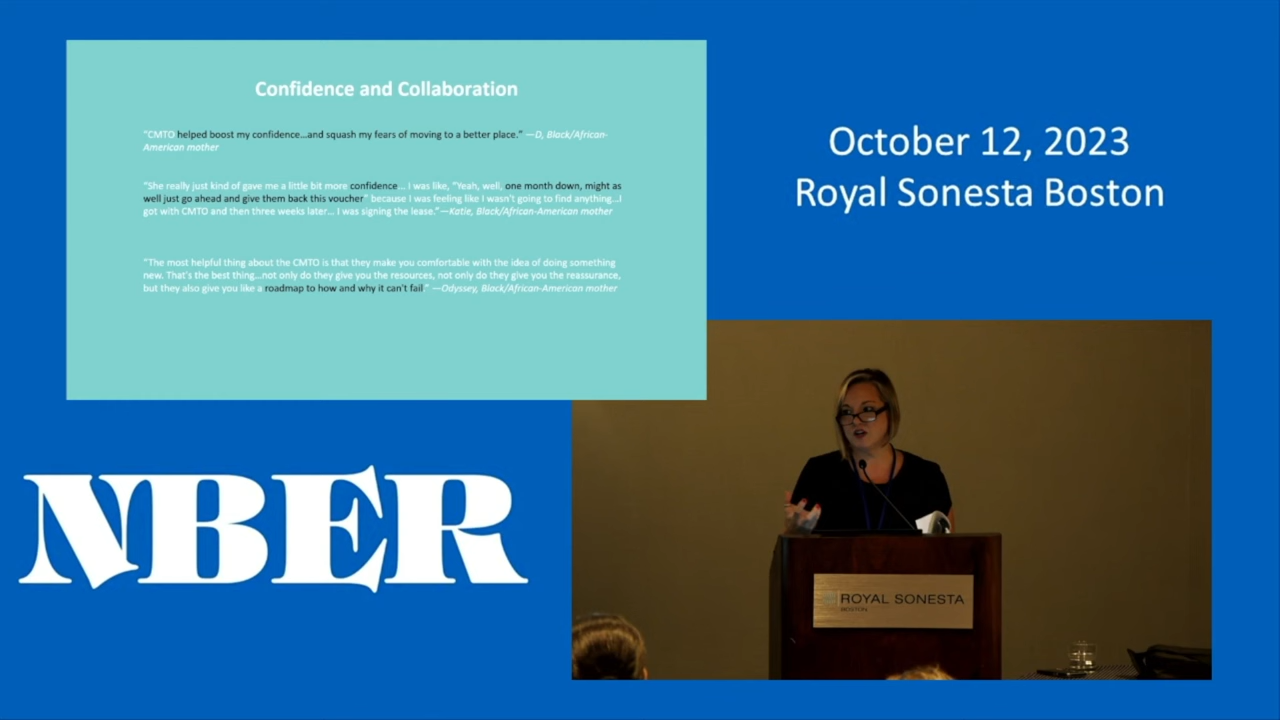 Confidence and Collaboration
"CMTO helped boost my confidence...and squash my fears of moving to a better place." —D, Black/African-
American mother
"She really just kind of gave me a little bit more confidence... I was like, "Yeah, well, one month down, might as
well just go ahead and give them back this voucher" because I was feeling like I wasn't going to find anything...I
got with CMTO and then three weeks later... I was signing the lease."—Katie, Black/African-American mother
"The most helpful thing about the CMTO is that they make you comfortable with the idea of doing something
new. That's the best thing...not only do they give you the resources, not only do they give you the reassurance,
but they also give you like a roadmap to how and why it can't fail." —Odyssey, Black/African-American mother
October 12, 2023
Royal Sonesta Boston
NBER
ROYAL SONESTA
BOSTON